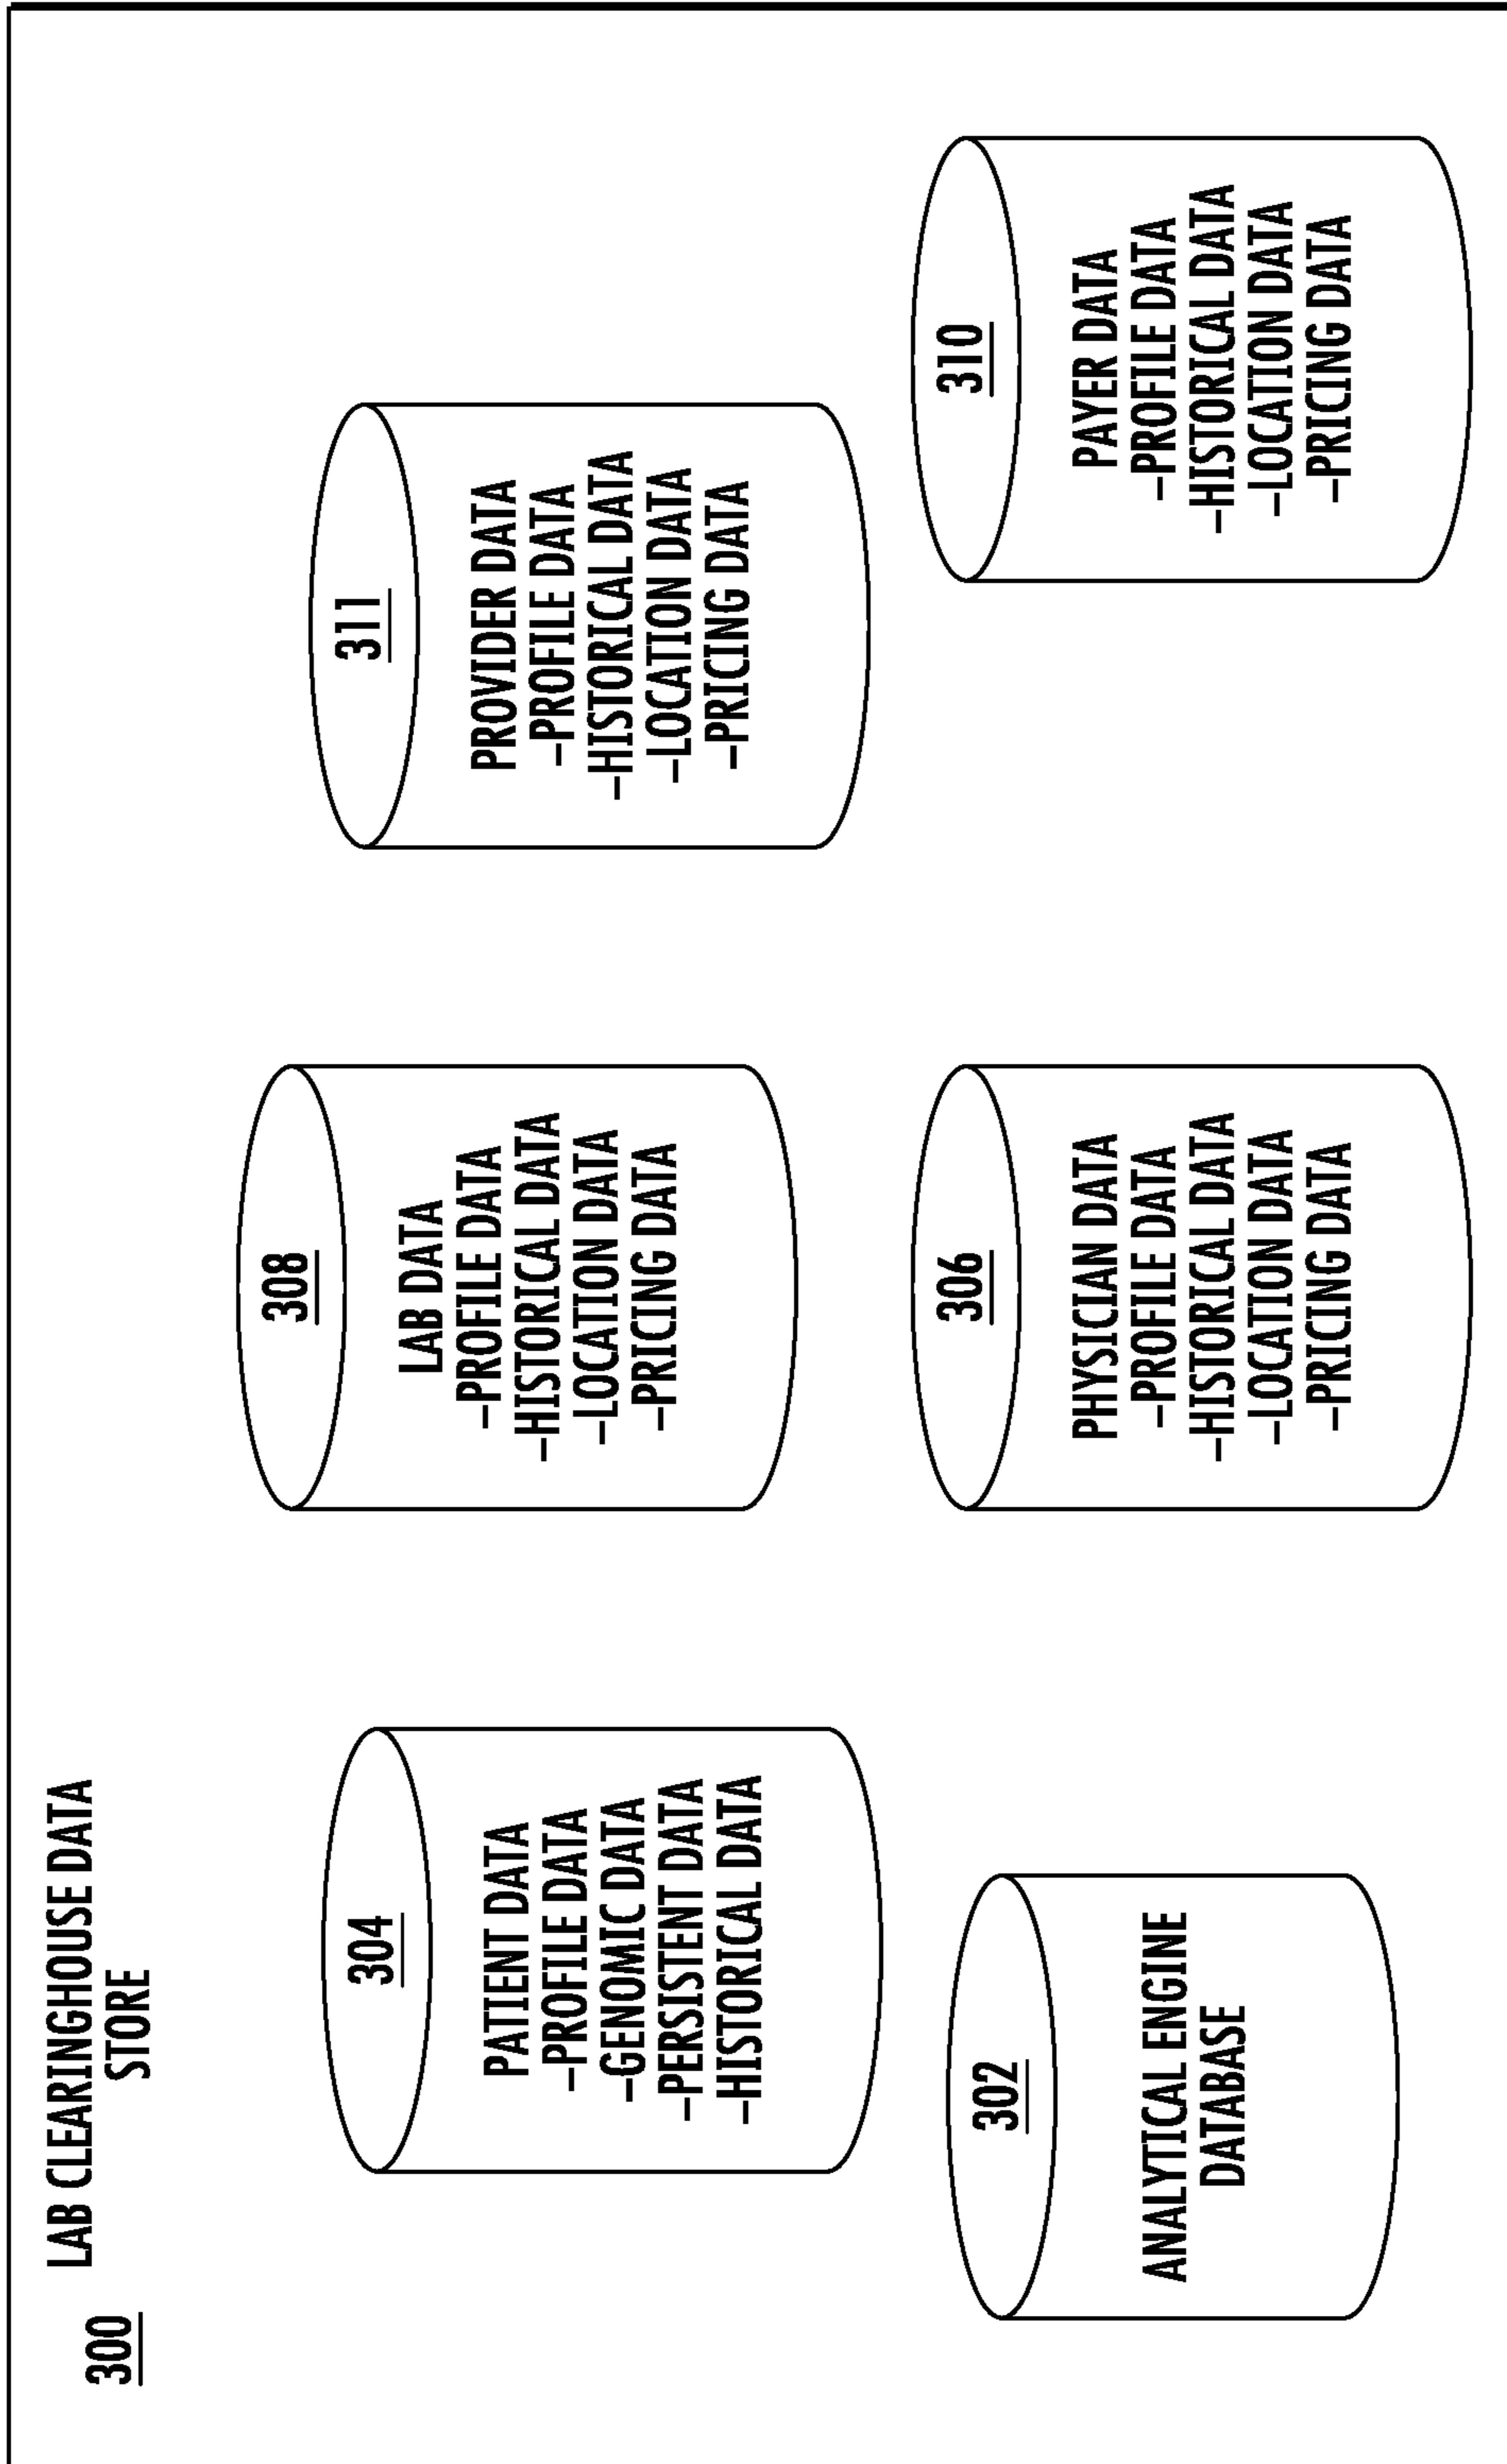 LAB CLEARINGHOUSE DATA
STORE
300
304
PATIENT DATA
–PROFILE DATA
–GENOMIC DATA
–PERSISTENT DATA
–HISTORICAL DATA
308
LAB DATA
–PROFILE DATA
–HISTORICAL DATA
–LOCATION DATA
–PRICING DATA
311
PROVIDER DATA
–PROFILE DATA
–HISTORICAL DATA
–LOCATION DATA
–PRICING DATA
302
ANALYTICAL ENGINE
DATABASE
306
PHYSICIAN DATA
–PROFILE DATA
–HISTORICAL DATA
–LOCATION DATA
–PRICING DATA
310
PAYER DATA
–PROFILE DATA
–HISTORICAL DATA
–LOCATION DATA
–PRICING DATA